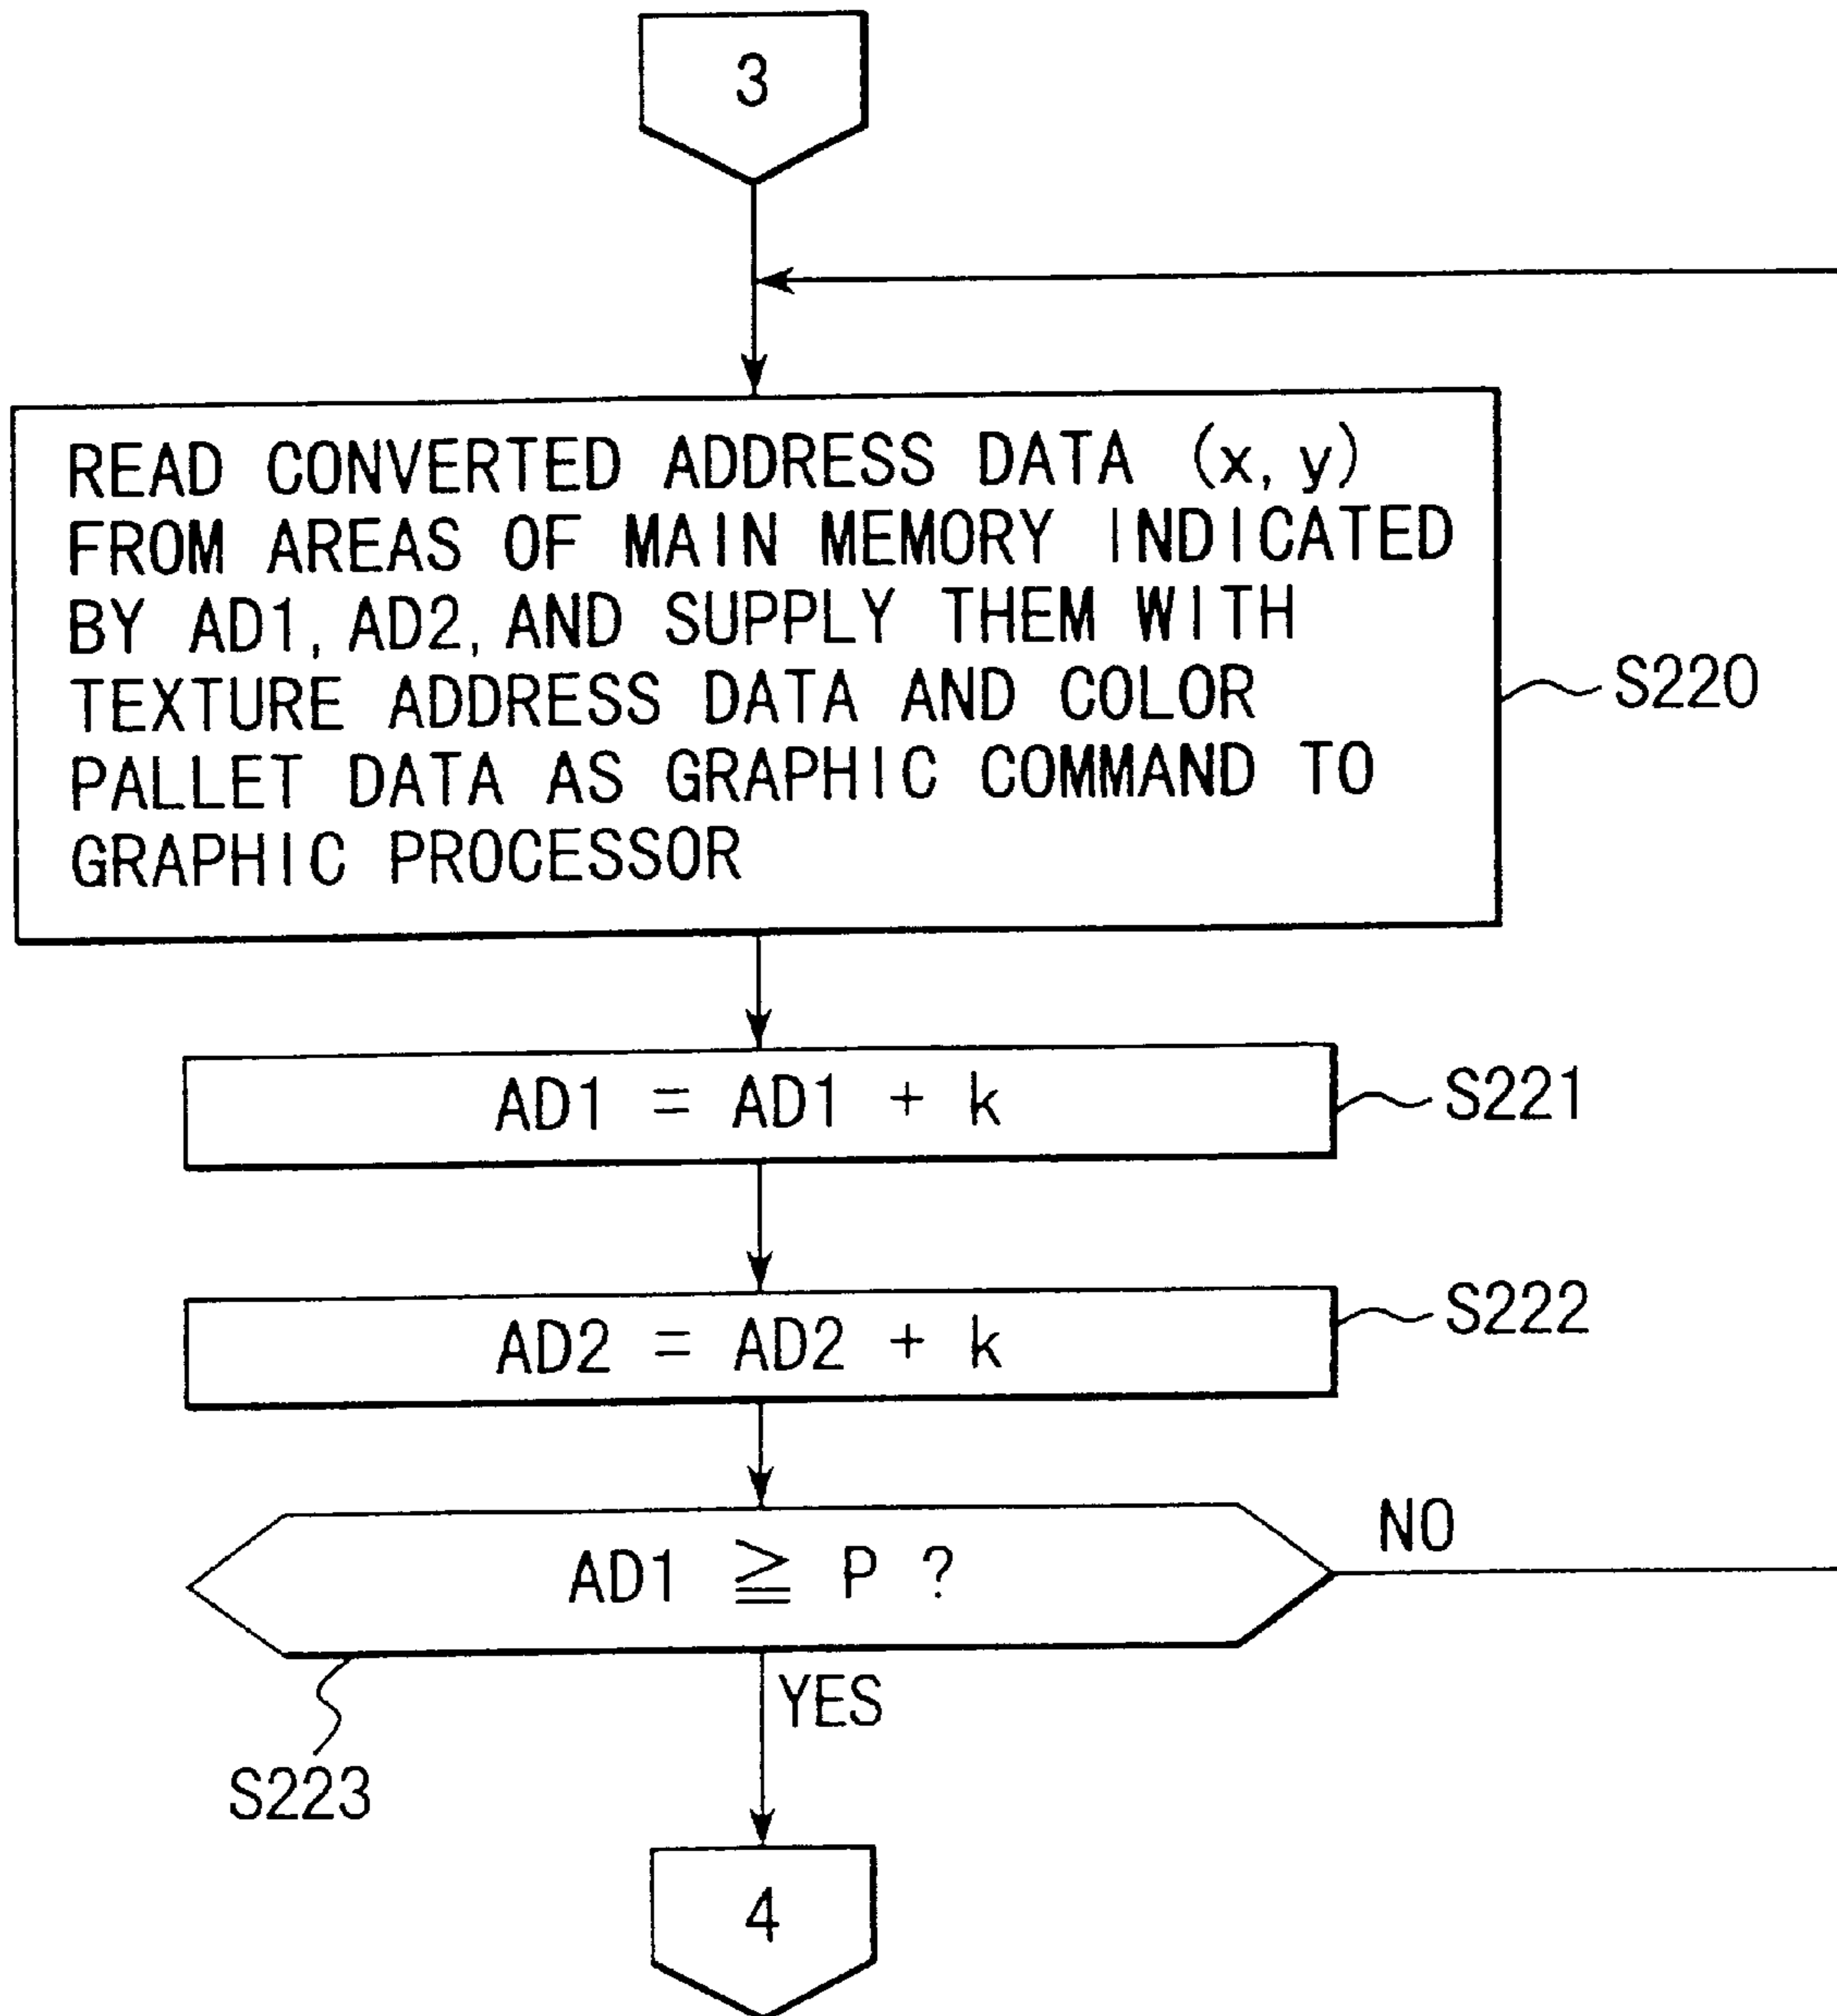 3
READ CONVERTED ADDRESS DATA (x, y)
FROM AREAS OF MAIN MEMORY INDICATED
BY AD1, AD2, AND SUPPLY THEM WITH
TEXTURE ADDRESS DATA AND COLOR
PALLET DATA AS GRAPHIC COMMAND TO
GRAPHIC PROCESSOR
S220
AD1 = AD1 + k
S221
AD2 = AD2 + k
S222
AD1 ≧ P ?
NO
YES
S223
4